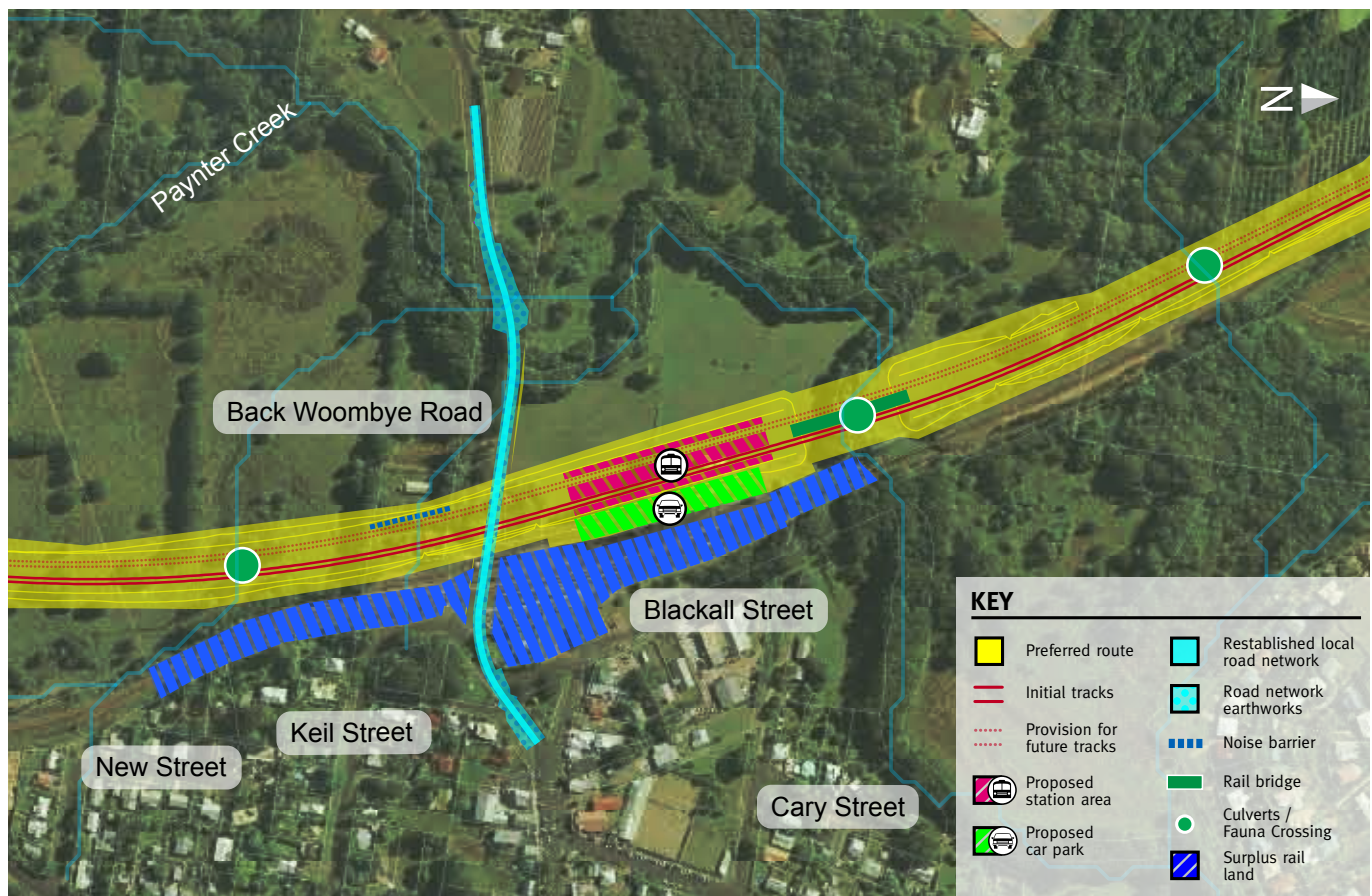 Paynter Creek
N
Back Woombye Road
Blackall Street
Keil Street
New Street
Cary Street
KEY
Preferred route
Initial tracks
Provision for
future tracks
Proposed
station area
Proposed
car park
Restablished local
road network
Road network
earthworks
Noise barrier
Rail bridge
Culverts /
Fauna Crossing
Surplus rail
land